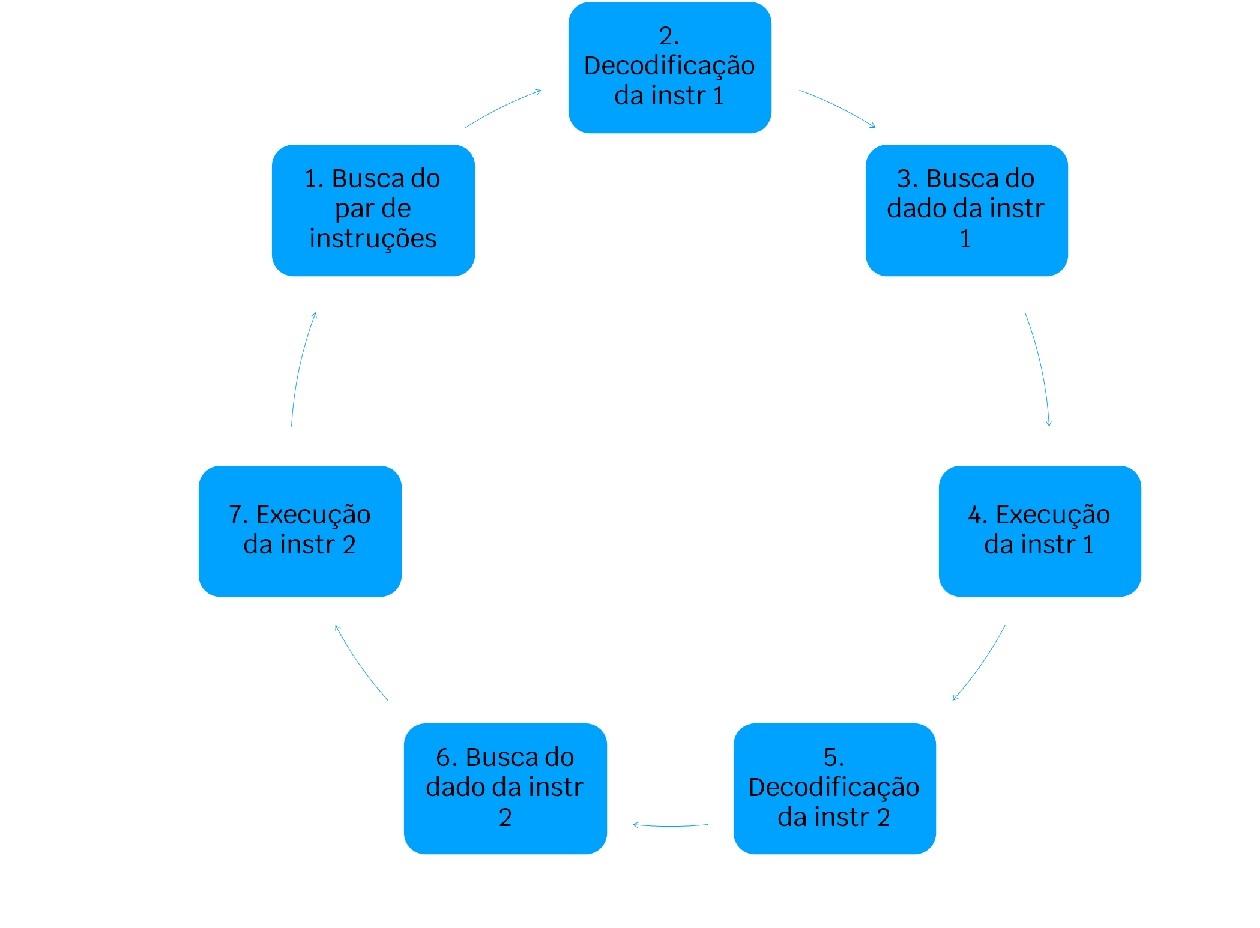 1. Busca do
par de
instruções
2.
Decodificação
da instr 1
3. Busca do
dado da instr
1
4. Execução
da instr 1
5.
Decodificação
da instr 2
6. Busca do
dado da instr
2
7. Execução
da instr 2